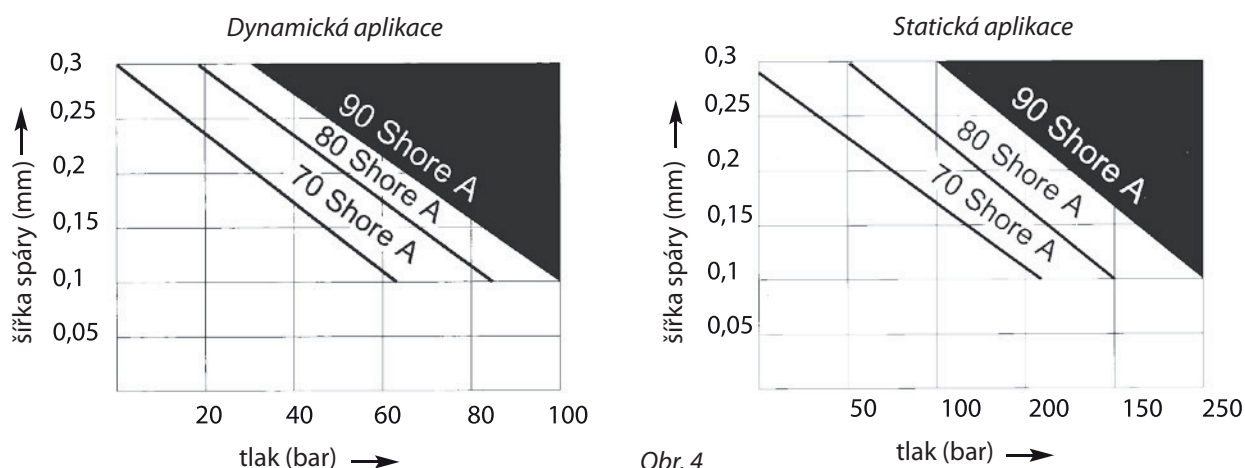 Dynamická aplikace
0,3
0,25
0,2
0,15
0,1
0,05
šířka spáry (mm)
90 Shore A
80 Shore A
70 Shore A
20 40 60 80 100
tlak (bar)
Statická aplikace
0,3
0,25
0,2
0,15
0,1
0,05
šířka spáry (mm)
90 Shore A
80 Shore A
70 Shore A
50 100 200 150 250
tlak (bar)
Obr. 4